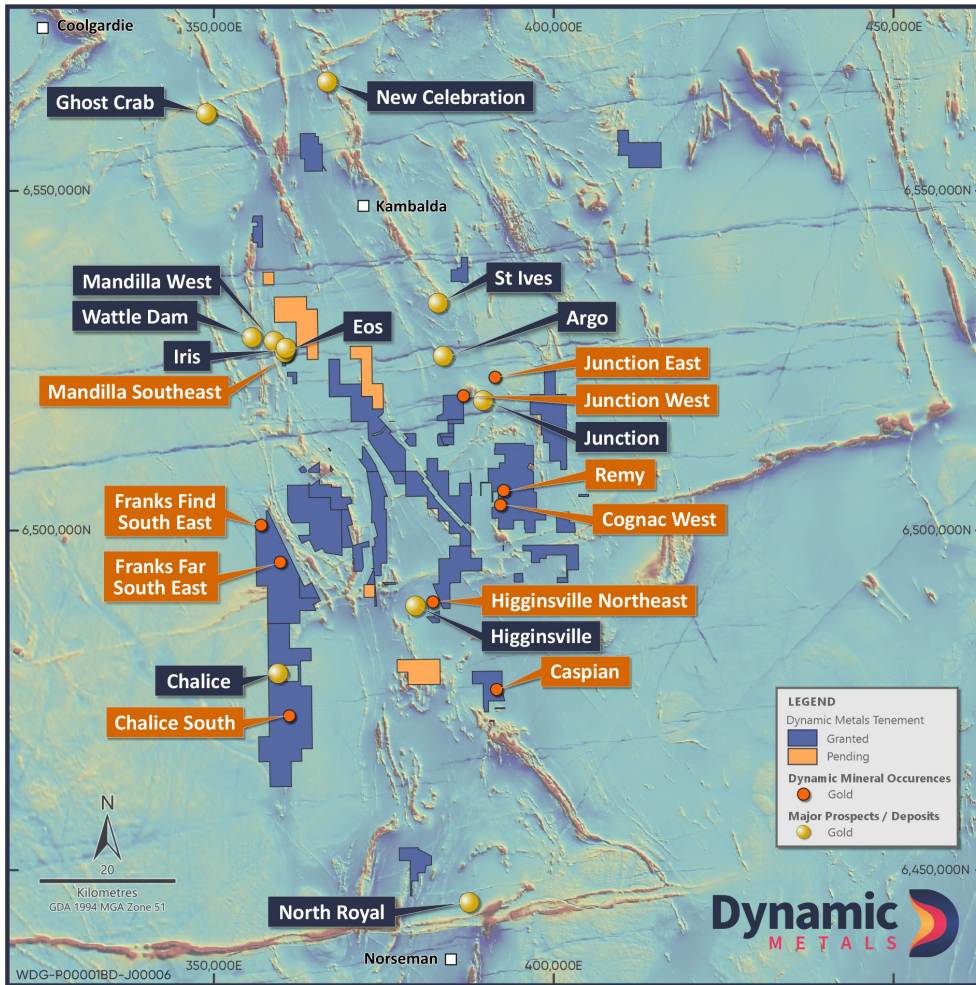 350,000E
400,000E
450,000E
Coolgardie
Ghost Crab
New Celebration
6,550,000N
6,550,000N
Kambalda
Mandilla West
St Ives
Wattle Dam
Eos
Argo
Iris
Mandilla Southeast
Junction East
Junction West
Junction
Remy
Franks Find
South East
Cognac West
6,500,000N
6,500,000N
Franks Far
South East
Higginsville Northeast
Higginsville
Chalice
Caspian
Chalice South
LEGEND
Dynamic Metals Tenement
Granted
Pending
Dynamic Mineral Occurences
Gold
Major Prospects / Deposits
Gold
N
20
Kilometres
GDA 1994 MGA Zone 51
6,450,000N
North Royal
Dynamic
METALS
Norseman
WDG-P00001BD-J00006
350,000E
400,000E